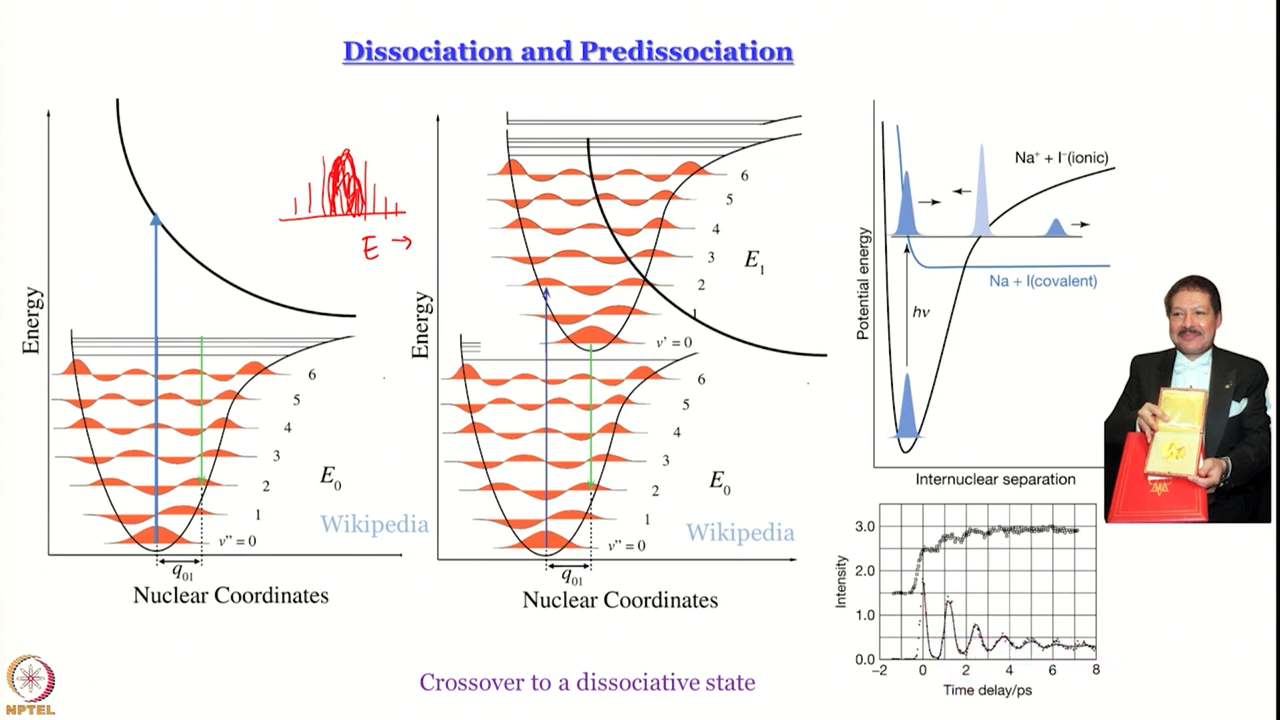 Dissociation and Predissociation
E →
Energy
6
5
4
3
2
1
v'' = 0
E0
Wikipedia
q01
Nuclear Coordinates
Energy
6
5
4
3
2
1
v' = 0
E1
6
5
4
3
2
1
v'' = 0
E0
Wikipedia
q01
Nuclear Coordinates
Potential energy
Na⁺ + I⁻(ionic)
Na + I(covalent)
hν
Internuclear separation
Intensity
3.0
2.0
1.0
0.0
−2 0 2 4 6 8
Time delay/ps
Crossover to a dissociative state
NPTEL